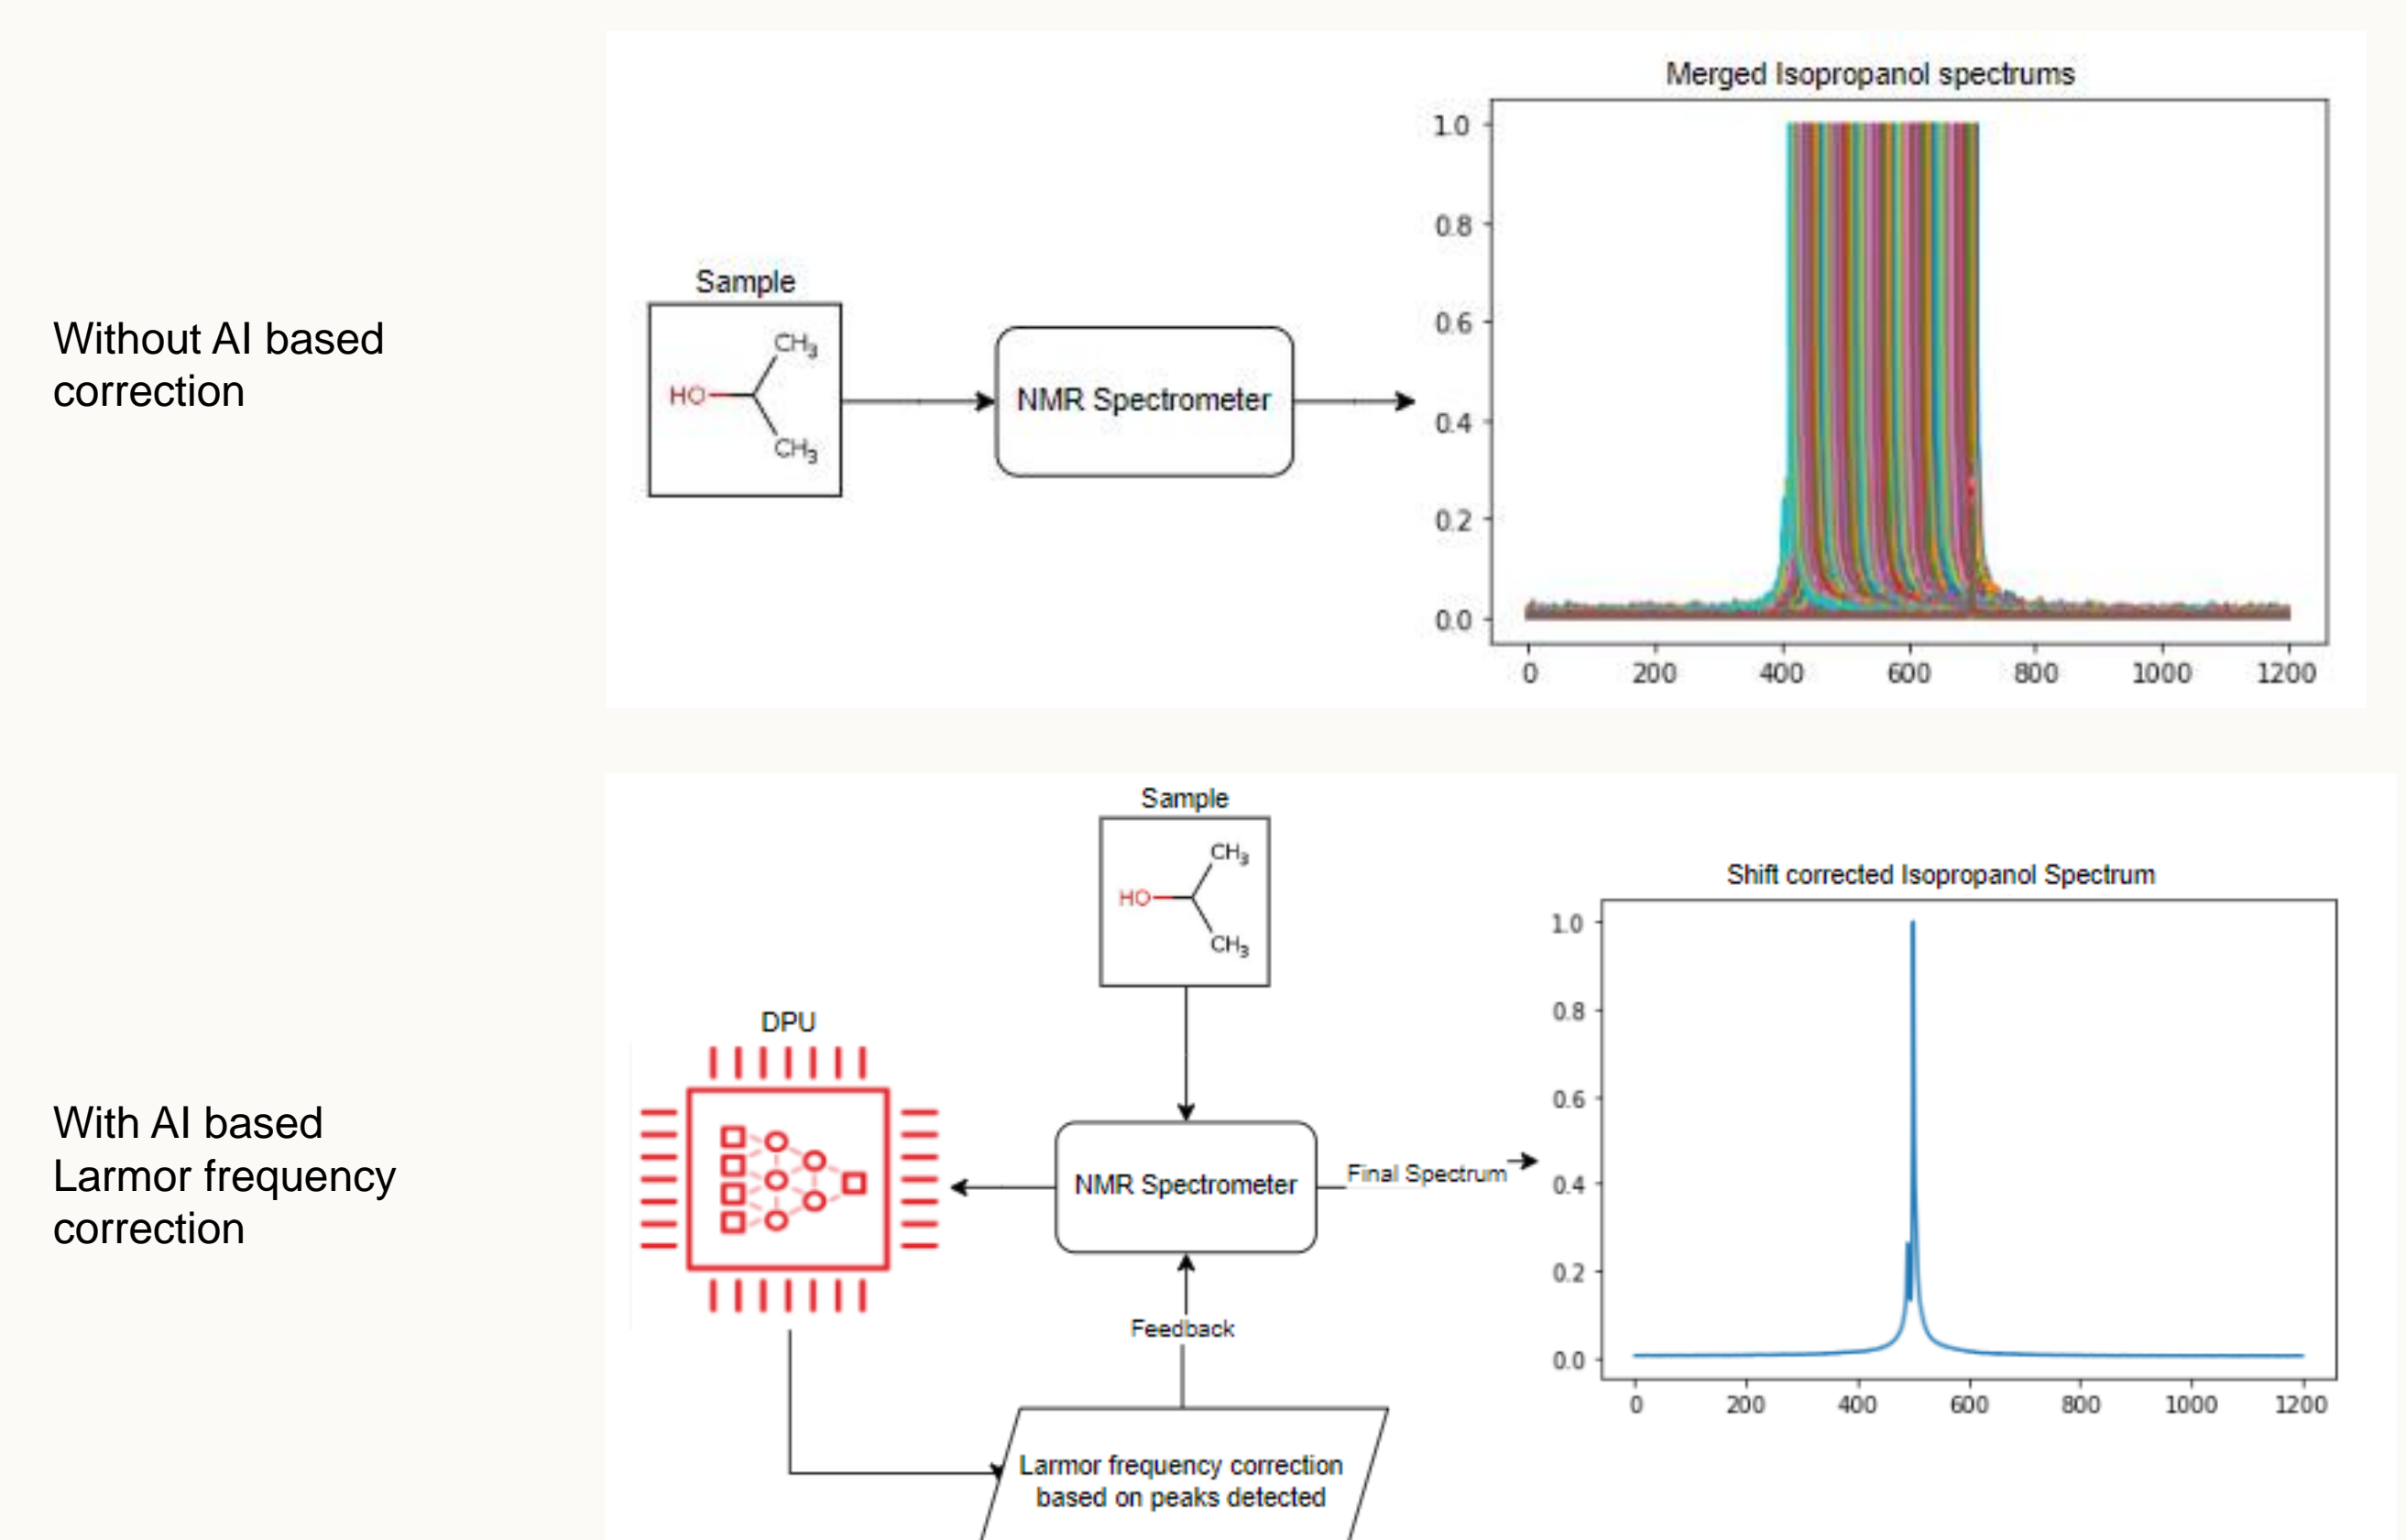 Without AI based
correction
Merged Isopropanol spectrums
1.0
0.8
0.6
0.4
0.2
0.0
0 200 400 600 800 1000 1200
Sample
CH3
HO
CH3
NMR Spectrometer
With AI based
Larmor frequency
correction
Sample
CH3
HO
CH3
DPU
NMR Spectrometer
Final Spectrum
Feedback
Larmor frequency correction
based on peaks detected
Shift corrected Isopropanol Spectrum
1.0
0.8
0.6
0.4
0.2
0.0
0 200 400 600 800 1000 1200